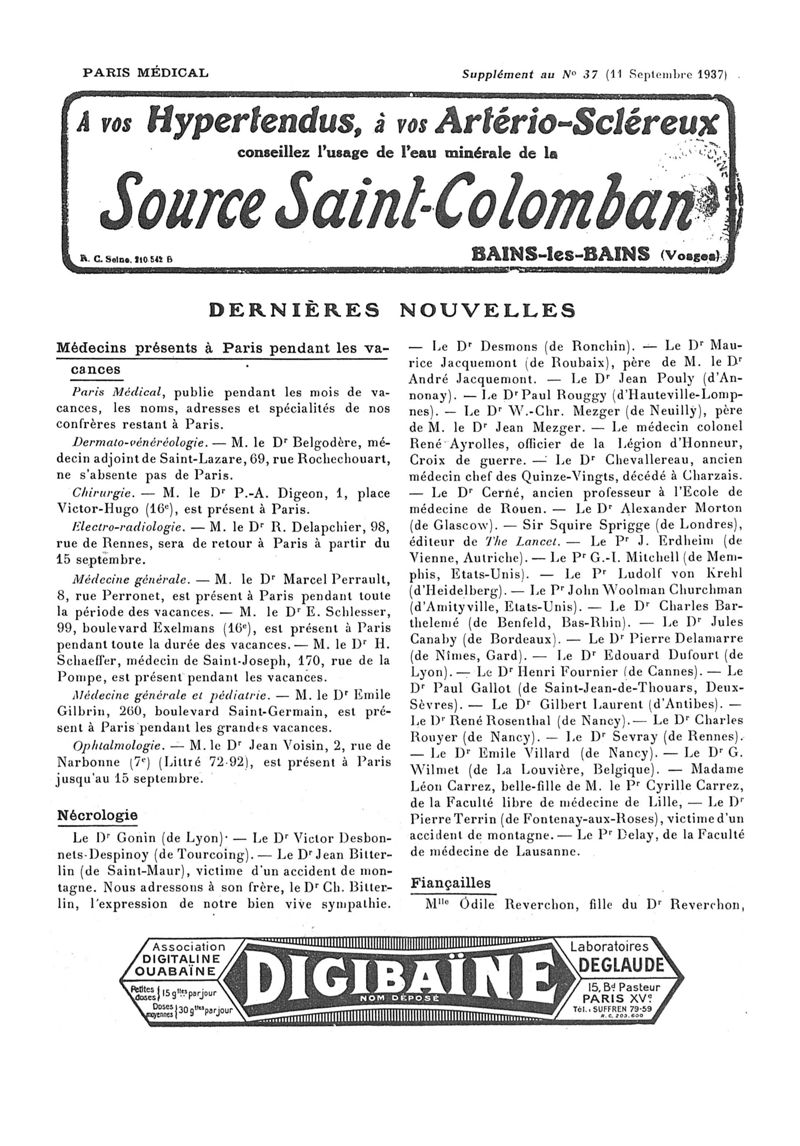 PARIS MÉDICAL
Supplément au Nº 37 (11 Septembre 1937)
A vos Hypertendus, à vos Artério-Scléreux
conseillez l'usage de l'eau minérale de la
Source Saint-Colomban
R. C. Seine. 210.542 B
BAINS-les-BAINS (Vosges)
DERNIÈRES NOUVELLES
Médecins présents à Paris pendant les va-
cances
Paris Médical, publie pendant les mois de va-
cances, les noms, adresses et spécialités de nos
confrères restant à Paris.
Dermato-vénéréologie. — M. le Dr Belgodère, mé-
decin adjoint de Saint-Lazare, 69, rue Rochechouart,
ne s'absente pas de Paris.
Chirurgie. — M. le Dr P.-A. Digeon, 1, place
Victor-Hugo (16e), est présent à Paris.
Electro-radiologie. — M. le Dr R. Delapchier, 98,
rue de Rennes, sera de retour à Paris à partir du
15 septembre.
Médecine générale. — M. le Dr Marcel Perrault,
8, rue Perronet, est présent à Paris pendant toute
la période des vacances. — M. le Dr E. Schlesser,
99, boulevard Exelmans (16e), est présent à Paris
pendant toute la durée des vacances. — M. le Dr H.
Schaeffer, médecin de Saint-Joseph, 170, rue de la
Pompe, est présent pendant les vacances.
Médecine générale et pédiatrie. — M. le Dr Emile
Gilbrin, 260, boulevard Saint-Germain, est pré-
sent à Paris pendant les grandes vacances.
Ophtalmologie. — M. le Dr Jean Voisin, 2, rue de
Narbonne (7e) (Littré 72-92), est présent à Paris
jusqu'au 15 septembre.
Nécrologie
Le Dr Gonin (de Lyon). — Le Dr Victor Desbon-
nets-Despinoy (de Tourcoing). — Le Dr Jean Bitter-
lin (de Saint-Maur), victime d'un accident de mon-
tagne. Nous adressons à son frère, le Dr Ch. Bitter-
lin, l'expression de notre bien vive sympathie.
— Le Dr Desmons (de Ronchin). — Le Dr Mau-
rice Jacquemont (de Roubaix), père de M. le Dr
André Jacquemont. — Le Dr Jean Pouly (d'An-
nonay). — Le Dr Paul Rouggy (d'Hauteville-Lomp-
nes). — Le Dr W.-Chr. Mezger (de Neuilly), père
de M. le Dr Jean Mezger. — Le médecin colonel
René Ayrolles, officier de la Légion d'Honneur,
Croix de guerre. — Le Dr Chevallereau, ancien
médecin chef des Quinze-Vingts, décédé à Charzais.
— Le Dr Cerné, ancien professeur à l'Ecole de
médecine de Rouen. — Le Dr Alexander Morton
(de Glascow). — Sir Squire Sprigge (de Londres),
éditeur de The Lancet. — Le Pr J. Erdheim (de
Vienne, Autriche). — Le Pr G.-I. Mitchell (de Mem-
phis, Etats-Unis). — Le Pr Ludolf von Krehl
(d'Heidelberg). — Le Pr John Woolman Churchman
(d'Amityville, Etats-Unis). — Le Dr Charles Bar-
thelemé (de Benfeld, Bas-Rhin). — Le Dr Jules
Canaby (de Bordeaux). — Le Dr Pierre Delamarre
(de Nîmes, Gard). — Le Dr Edouard Dufourt (de
Lyon). — Le Dr Henri Fournier (de Cannes). — Le
Dr Paul Gallot (de Saint-Jean-de-Thouars, Deux-
Sèvres). — Le Dr Gilbert Laurent (d'Antibes). —
Le Dr René Rosenthal (de Nancy). — Le Dr Charles
Rouyer (de Nancy). — Le Dr Sevray (de Rennes).
— Le Dr Emile Villard (de Nancy). — Le Dr G.
Wilmet (de La Louvière, Belgique). — Madame
Léon Carrez, belle-fille de M. le Pr Cyrille Carrez,
de la Faculté libre de médecine de Lille, — Le Dr
Pierre Terrin (de Fontenay-aux-Roses), victime d'un
accident de montagne. — Le Pr Delay, de la Faculté
de médecine de Lausanne.
Fiançailles
Mlle Odile Reverchon, fille du Dr Reverchon,
Association
DIGITALINE
OUABAÏNE
Petites doses 15 gttes par jour
Doses moyennes 30 gttes par jour
DIGIBAÏNE
NOM DÉPOSÉ
Laboratoires
DEGLAUDE
15, Bd Pasteur
PARIS XVe
Tél.: SUFFREN 79-59
R.C. 203.600